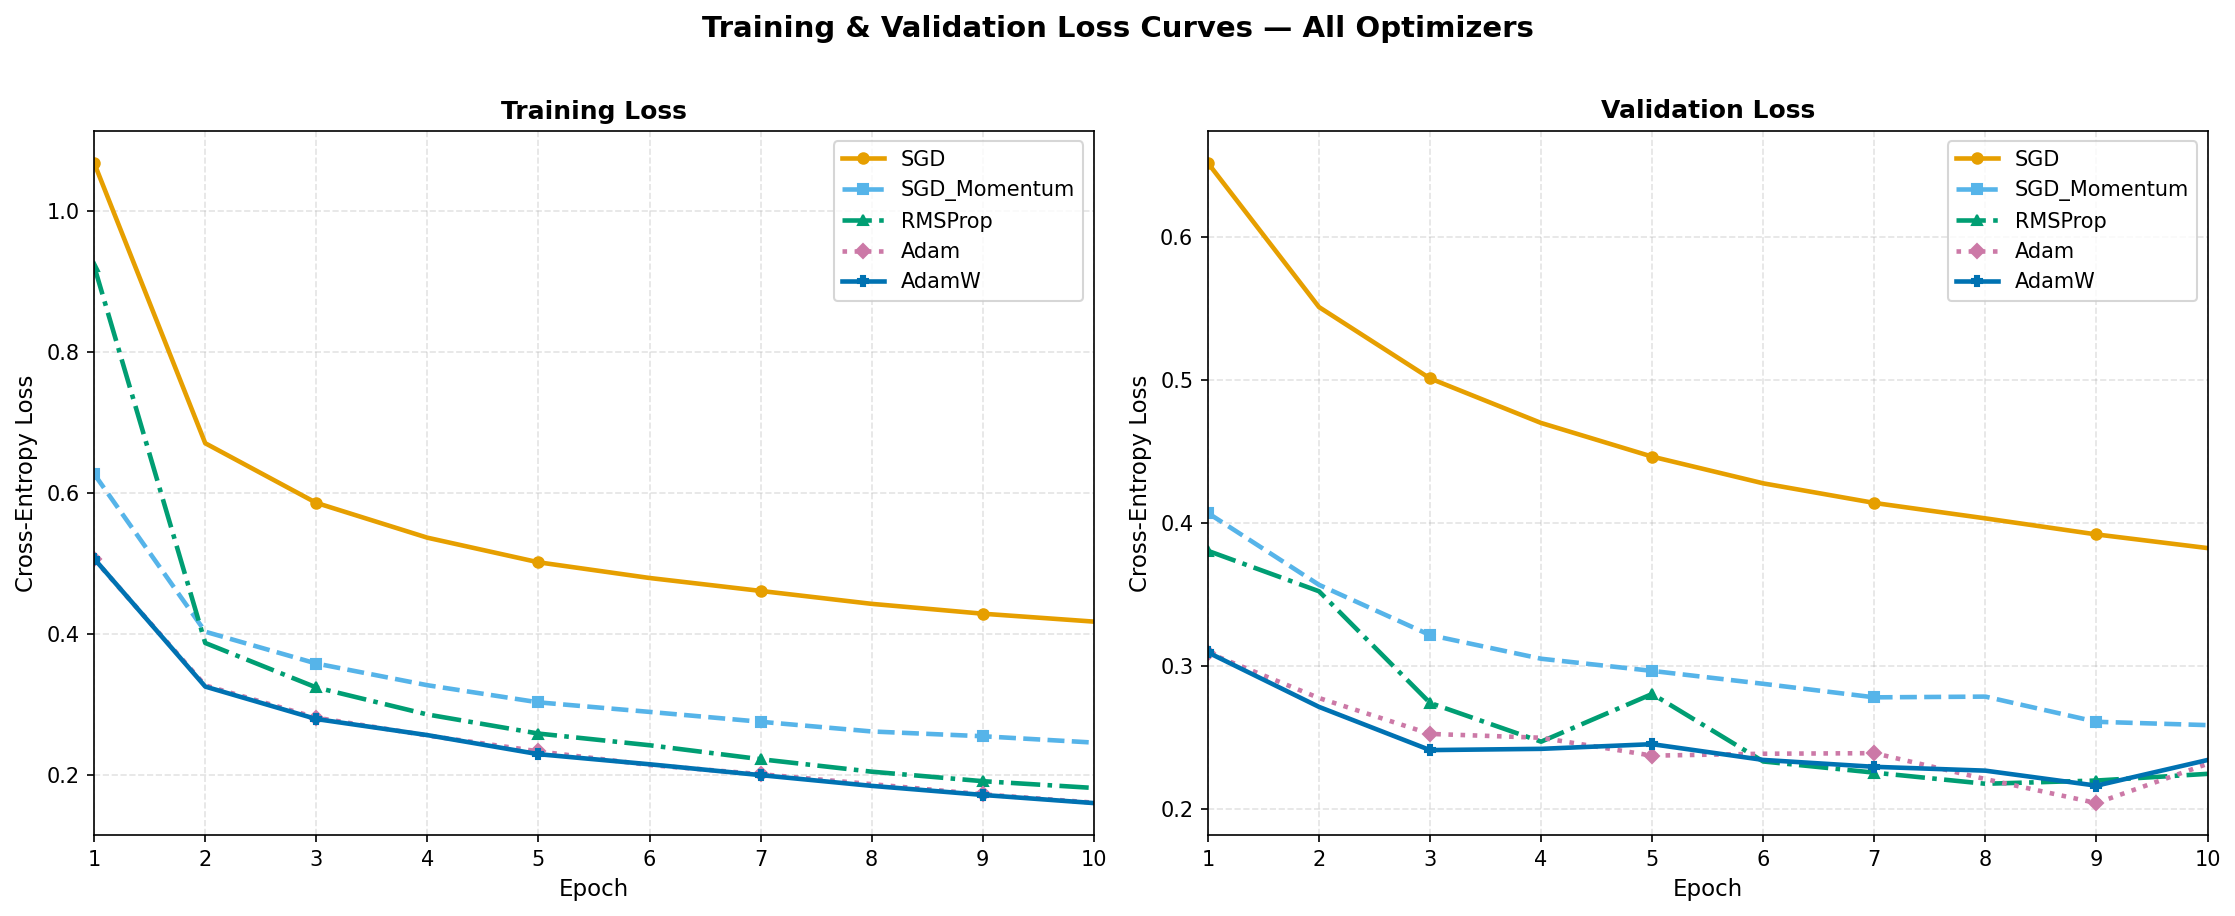 Training & Validation Loss Curves — All Optimizers
Training Loss
Cross-Entropy Loss
1.0
0.8
0.6
0.4
0.2
SGD
SGD_Momentum
RMSProp
Adam
AdamW
1 2 3 4 5 6 7 8 9 10
Epoch
Validation Loss
Cross-Entropy Loss
0.6
0.5
0.4
0.3
0.2
SGD
SGD_Momentum
RMSProp
Adam
AdamW
1 2 3 4 5 6 7 8 9 10
Epoch